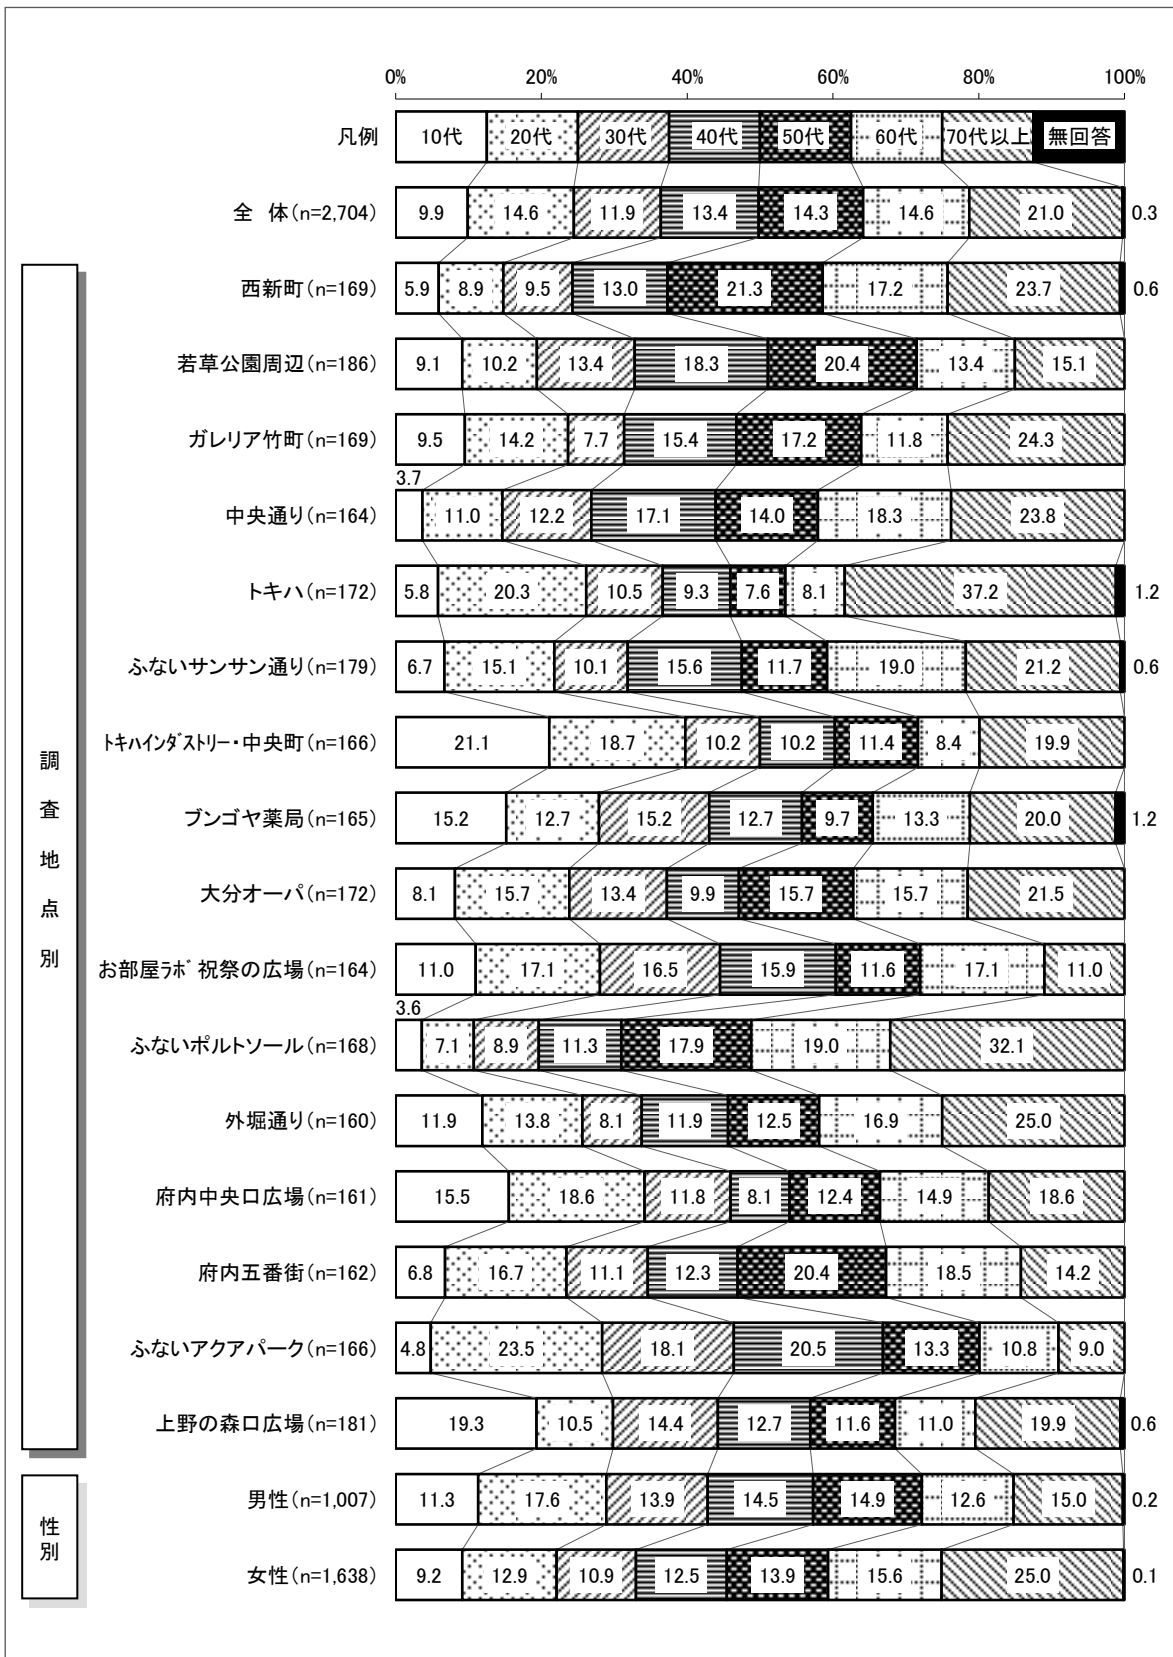 0% 20% 40% 60% 80% 100%
凡例 10代 20代 30代 40代 50代 60代 70代以上 無回答
全 体(n=2,704) 9.9 14.6 11.9 13.4 14.3 14.6 21.0 0.3
調査地点別
西新町(n=169) 5.9 8.9 9.5 13.0 21.3 17.2 23.7 0.6
若草公園周辺(n=186) 9.1 10.2 13.4 18.3 20.4 13.4 15.1
ガレリア竹町(n=169) 9.5 14.2 7.7 15.4 17.2 11.8 24.3
中央通り(n=164) 3.7 11.0 12.2 17.1 14.0 18.3 23.8
トキハ(n=172) 5.8 20.3 10.5 9.3 7.6 8.1 37.2 1.2
ふないサンサン通り(n=179) 6.7 15.1 10.1 15.6 11.7 19.0 21.2 0.6
トキハインダストリー・中央町(n=166) 21.1 18.7 10.2 10.2 11.4 8.4 19.9
ブンゴヤ薬局(n=165) 15.2 12.7 15.2 12.7 9.7 13.3 20.0 1.2
大分オーパ(n=172) 8.1 15.7 13.4 9.9 15.7 15.7 21.5
お部屋ラボ 祝祭の広場(n=164) 11.0 17.1 16.5 15.9 11.6 17.1 11.0
ふないポルトソール(n=168) 3.6 7.1 8.9 11.3 17.9 19.0 32.1
外堀通り(n=160) 11.9 13.8 8.1 11.9 12.5 16.9 25.0
府内中央口広場(n=161) 15.5 18.6 11.8 8.1 12.4 14.9 18.6
府内五番街(n=162) 6.8 16.7 11.1 12.3 20.4 18.5 14.2
ふないアクアパーク(n=166) 4.8 23.5 18.1 20.5 13.3 10.8 9.0
上野の森口広場(n=181) 19.3 10.5 14.4 12.7 11.6 11.0 19.9 0.6
性別
男性(n=1,007) 11.3 17.6 13.9 14.5 14.9 12.6 15.0 0.2
女性(n=1,638) 9.2 12.9 10.9 12.5 13.9 15.6 25.0 0.1